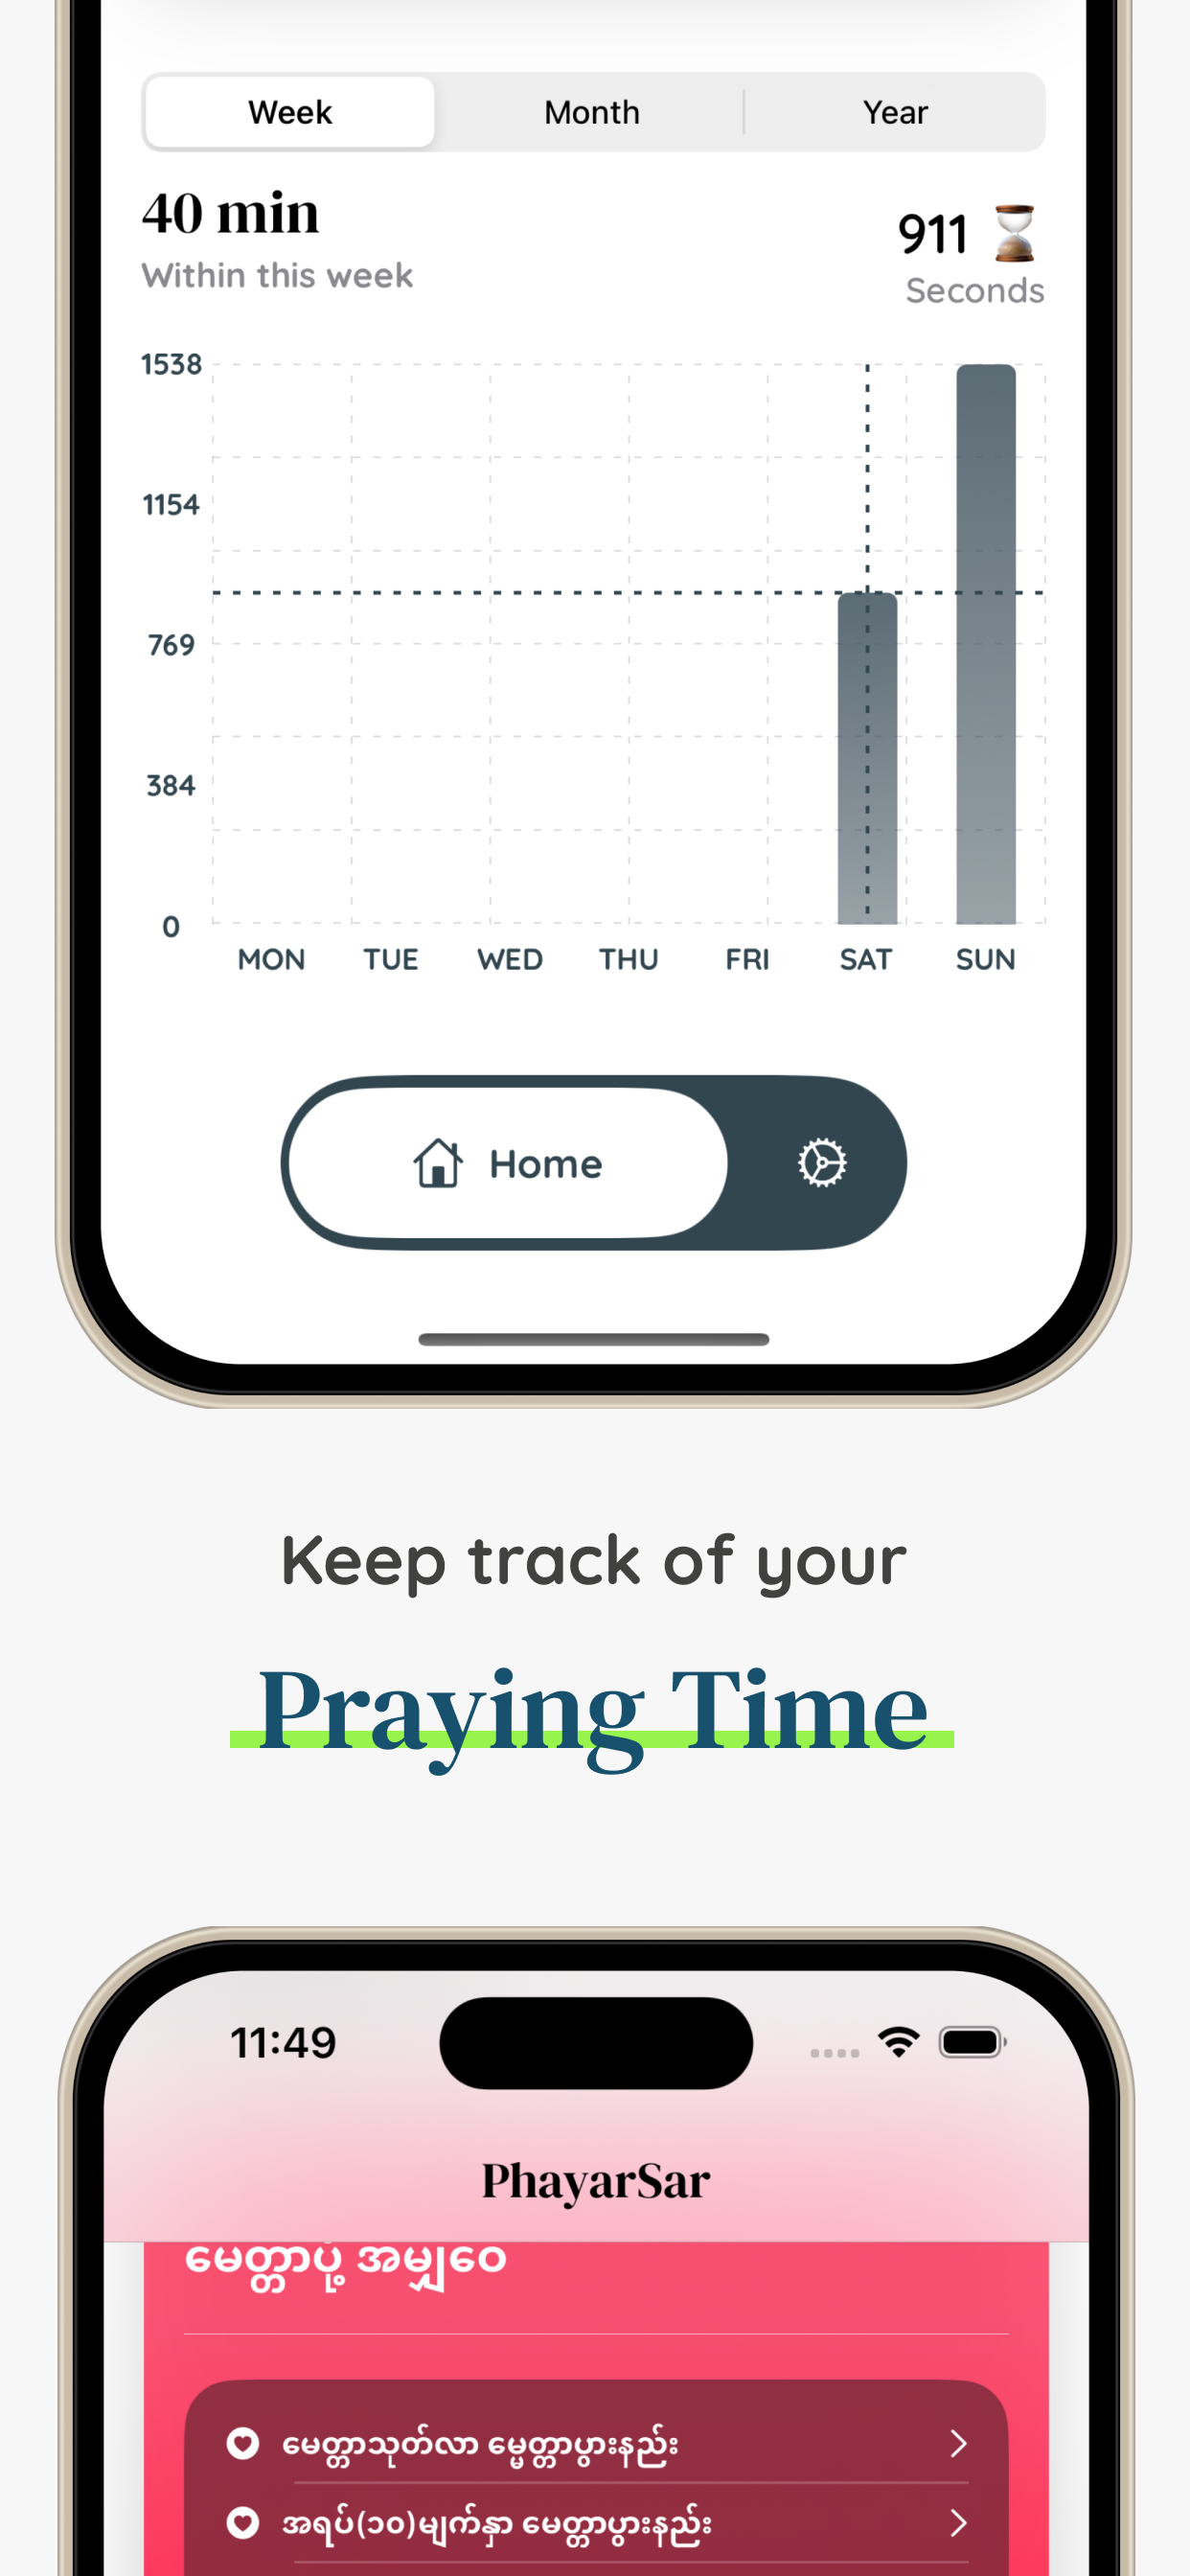 Week Month Year
40 min
911
Within this week
Seconds
1538
1154
769
384
0
MON TUE WED THU FRI SAT SUN
Home
Keep track of your
Praying Time
11:49
PhayarSar
မေတ္တာပို့ အမျှဝေ
မေတ္တာသုတ်လာ မ္မေတ္တာပွားနည်း
အရပ်(၁၀)မျက်နှာ မေတ္တာပွားနည်း